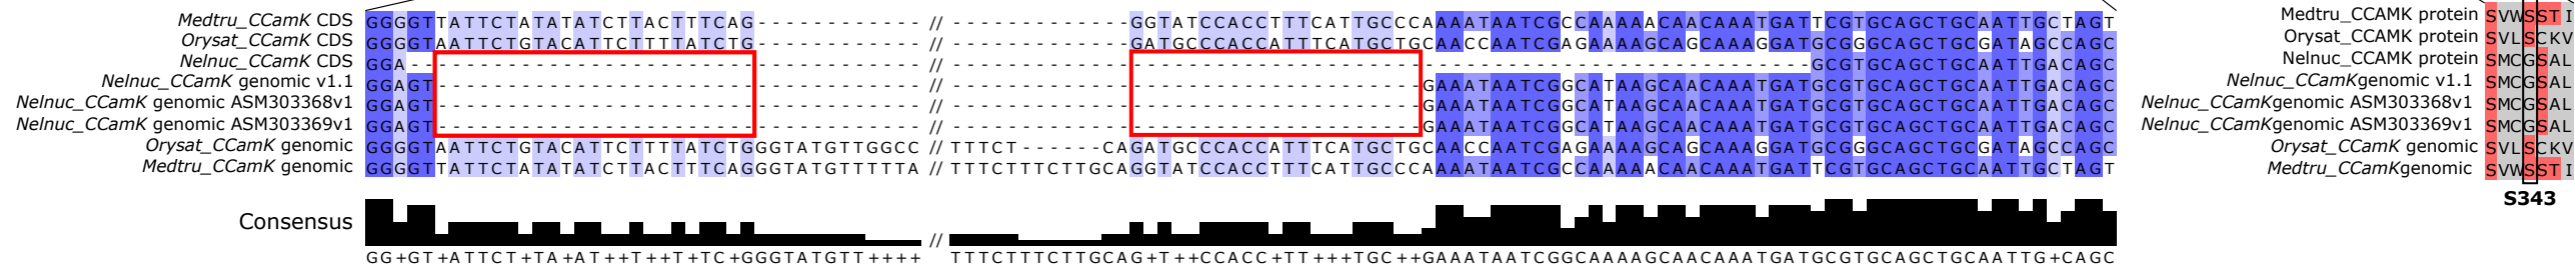 Medtru_CCamK CDS GGGGTTATTCTATATATCTTACTTTCAG------------ // -------------GGTATCCACCTTTCATTGCCCAAAATAATCGCCAAAAACAACAAATGATTCGTGCAGCTGCAATTGCTAGT Medtru_CCAMK protein SVWSSTI
Orysat_CCamK CDS GGGGTAATTCTGTACATTCTTTTATCTG------------ // -------------GATGCCCACCATTTCATGCTGCAACCAATCGAGAAAAGCAGCAAAGGATGCGGGCAGCTGCGATAGCCAGC Orysat_CCAMK protein SVLSCKV
Nelnuc_CCamK CDS GGA------------------------------------- // --------------------------------------------------------------GCGTGCAGCTGCAATTGACAGC Nelnuc_CCAMK protein SMCGSAL
Nelnuc_CCamK genomic v1.1 GGAGT----------------------------------- // ----------------------------------GAAATAATCGGCATAAGCAACAAATGATGCGTGCAGCTGCAATTGACAGC Nelnuc_CCamKgenomic v1.1 SMCGSAL
Nelnuc_CCamK genomic ASM303368v1 GGAGT----------------------------------- // ----------------------------------GAAATAATCGGCATAAGCAACAAATGATGCGTGCAGCTGCAATTGACAGC Nelnuc_CCamKgenomic ASM303368v1 SMCGSAL
Nelnuc_CCamK genomic ASM303369v1 GGAGT----------------------------------- // ----------------------------------GAAATAATCGGCATAAGCAACAAATGATGCGTGCAGCTGCAATTGACAGC Nelnuc_CCamKgenomic ASM303369v1 SMCGSAL
Orysat_CCamK genomic GGGGTAATTCTGTACATTCTTTTATCTGGGTATGTTGGCC // TTTCT------CAGATGCCCACCATTTCATGCTGCAACCAATCGAGAAAAGCAGCAAAGGATGCGGGCAGCTGCGATAGCCAGC Orysat_CCamK genomic SVLSCKV
Medtru_CCamK genomic GGGGTTATTCTATATATCTTACTTTCAGGGTATGTTTTTA // TTTCTTTCTTGCAGGTATCCACCTTTCATTGCCCAAAATAATCGCCAAAAACAACAAATGATTCGTGCAGCTGCAATTGCTAGT Medtru_CCamKgenomic SVWSSTI
S343
Consensus //
GG+GT+ATTCT+TA+AT++T++T+TC+GGGTATGTT++++ TTTCTTTCTTGCAG+T++CCACC+TT+++TGC++GAAATAATCGGCAAAAGCAACAAATGATGCGTGCAGCTGCAATTG+CAGC